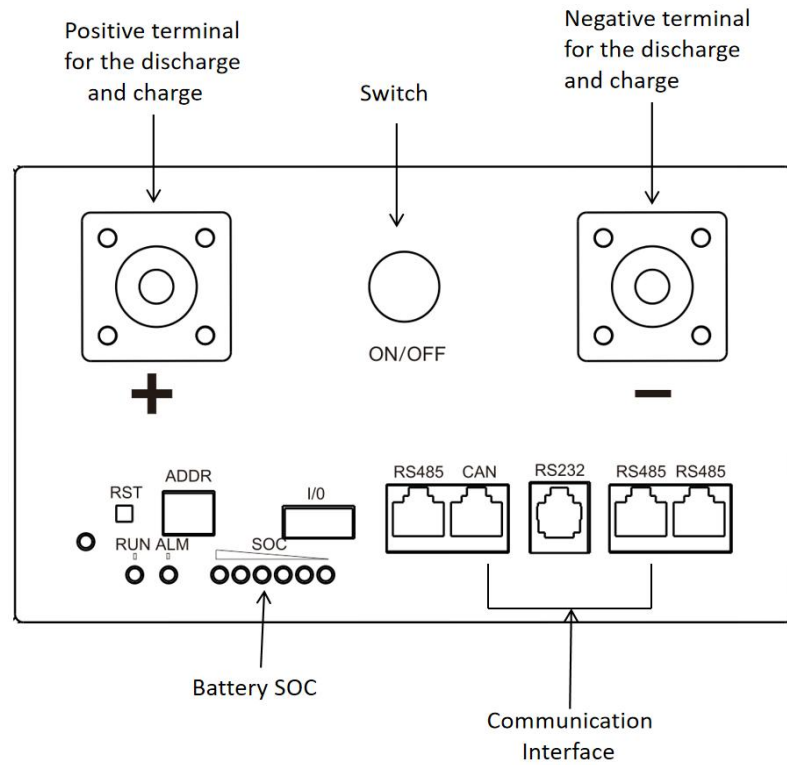 Positive terminal
for the discharge
and charge
Switch
Negative terminal
for the discharge
and charge
ON/OFF
+
−
RST
ADDR
I/0
RS485
CAN
RS232
RS485
RS485
RUN
ALM
SOC
Battery SOC
Communication
Interface